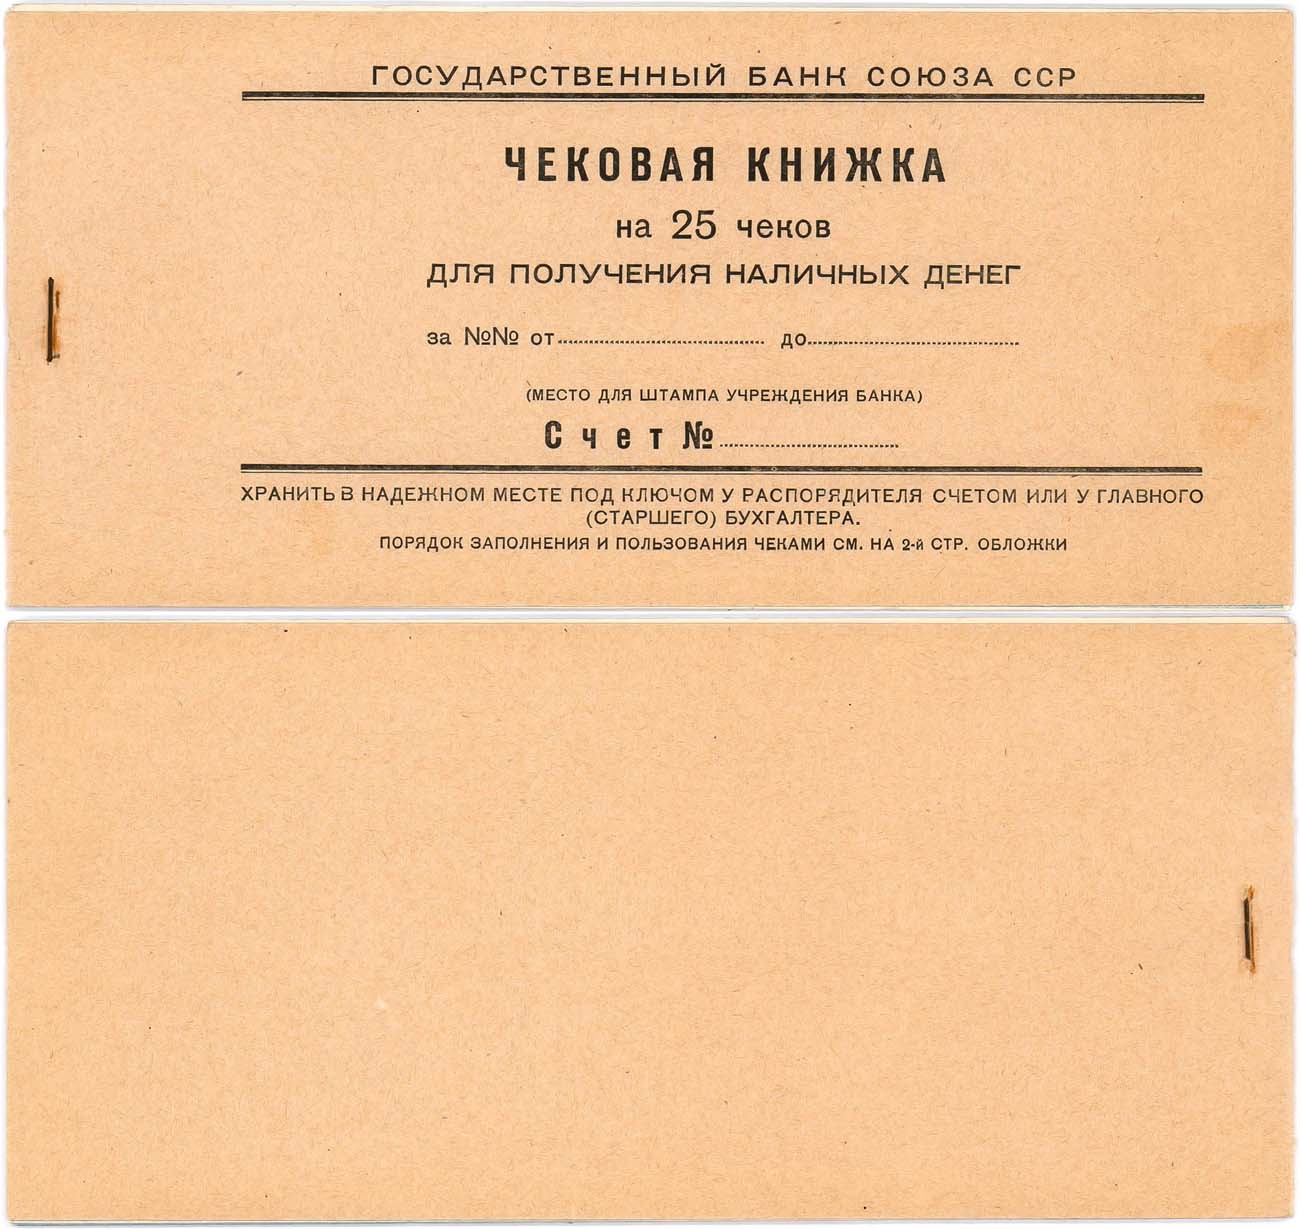 ГОСУДАРСТВЕННЫЙ БАНК СОЮЗА ССР
ЧЕКОВАЯ КНИЖКА
на 25 чеков
ДЛЯ ПОЛУЧЕНИЯ НАЛИЧНЫХ ДЕНЕГ
за №№ от.......... до..........
(МЕСТО ДЛЯ ШТАМПА УЧРЕЖДЕНИЯ БАНКА)
Счет №..........
ХРАНИТЬ В НАДЕЖНОМ МЕСТЕ ПОД КЛЮЧОМ У РАСПОРЯДИТЕЛЯ СЧЕТОМ ИЛИ У ГЛАВНОГО
(СТАРШЕГО) БУХГАЛТЕРА.
ПОРЯДОК ЗАПОЛНЕНИЯ И ПОЛЬЗОВАНИЯ ЧЕКАМИ СМ. НА 2-й СТР. ОБЛОЖКИ